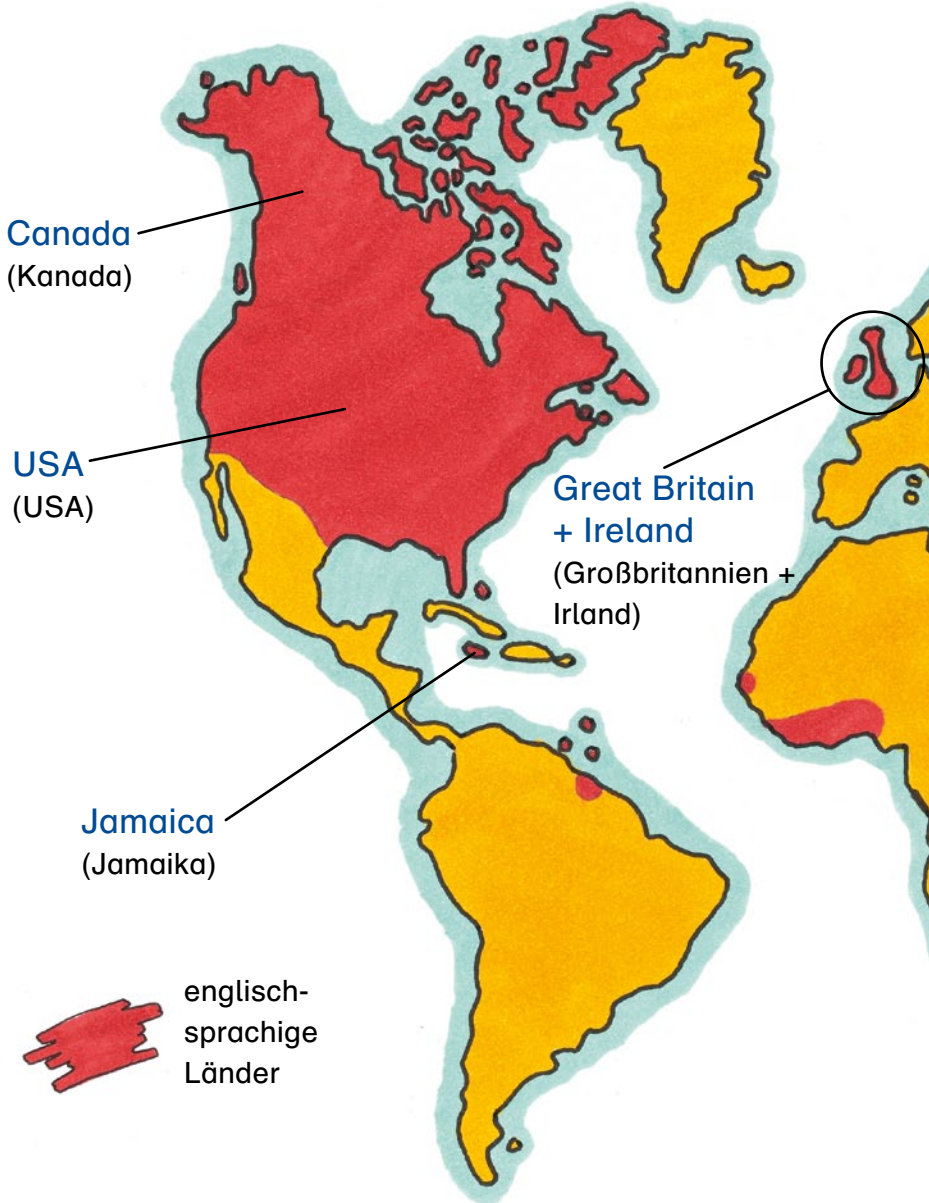 Canada
(Kanada)
USA
(USA)
Great Britain
+ Ireland
(Großbritannien +
Irland)
Jamaica
(Jamaika)
englisch-
sprachige
Länder